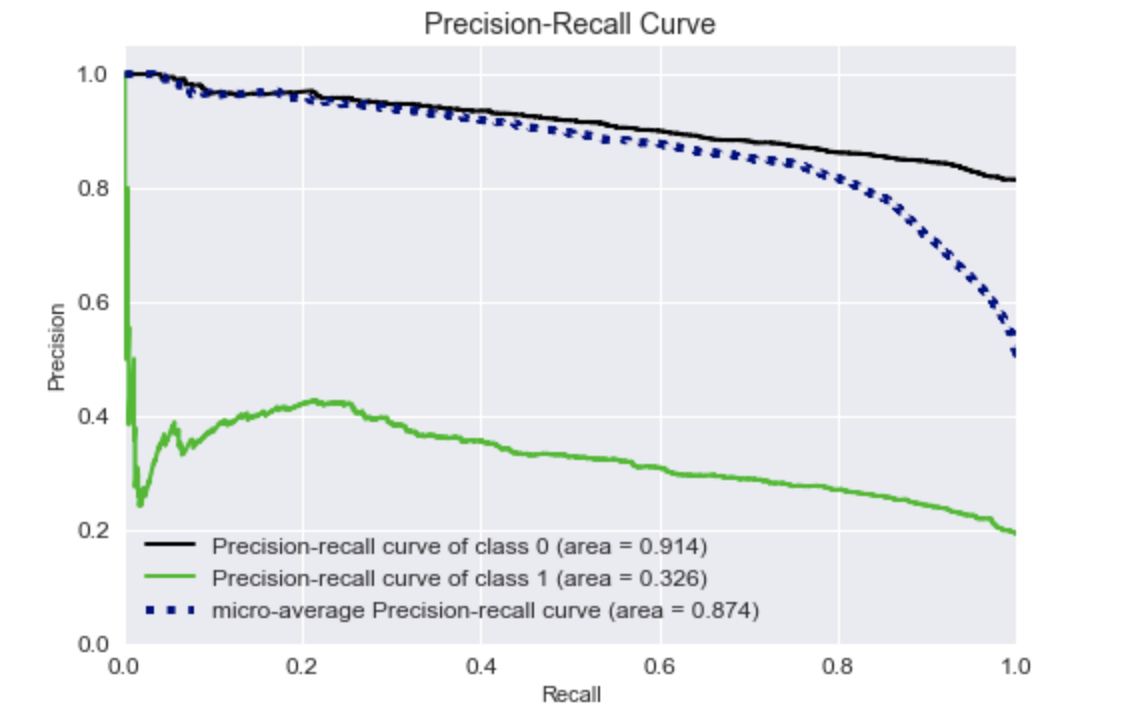 Precision-Recall Curve
1.0
0.8
0.6
0.4
0.2
0.0
Precision
Precision-recall curve of class 0 (area = 0.914)
Precision-recall curve of class 1 (area = 0.326)
micro-average Precision-recall curve (area = 0.874)
0.0 0.2 0.4 0.6 0.8 1.0
Recall